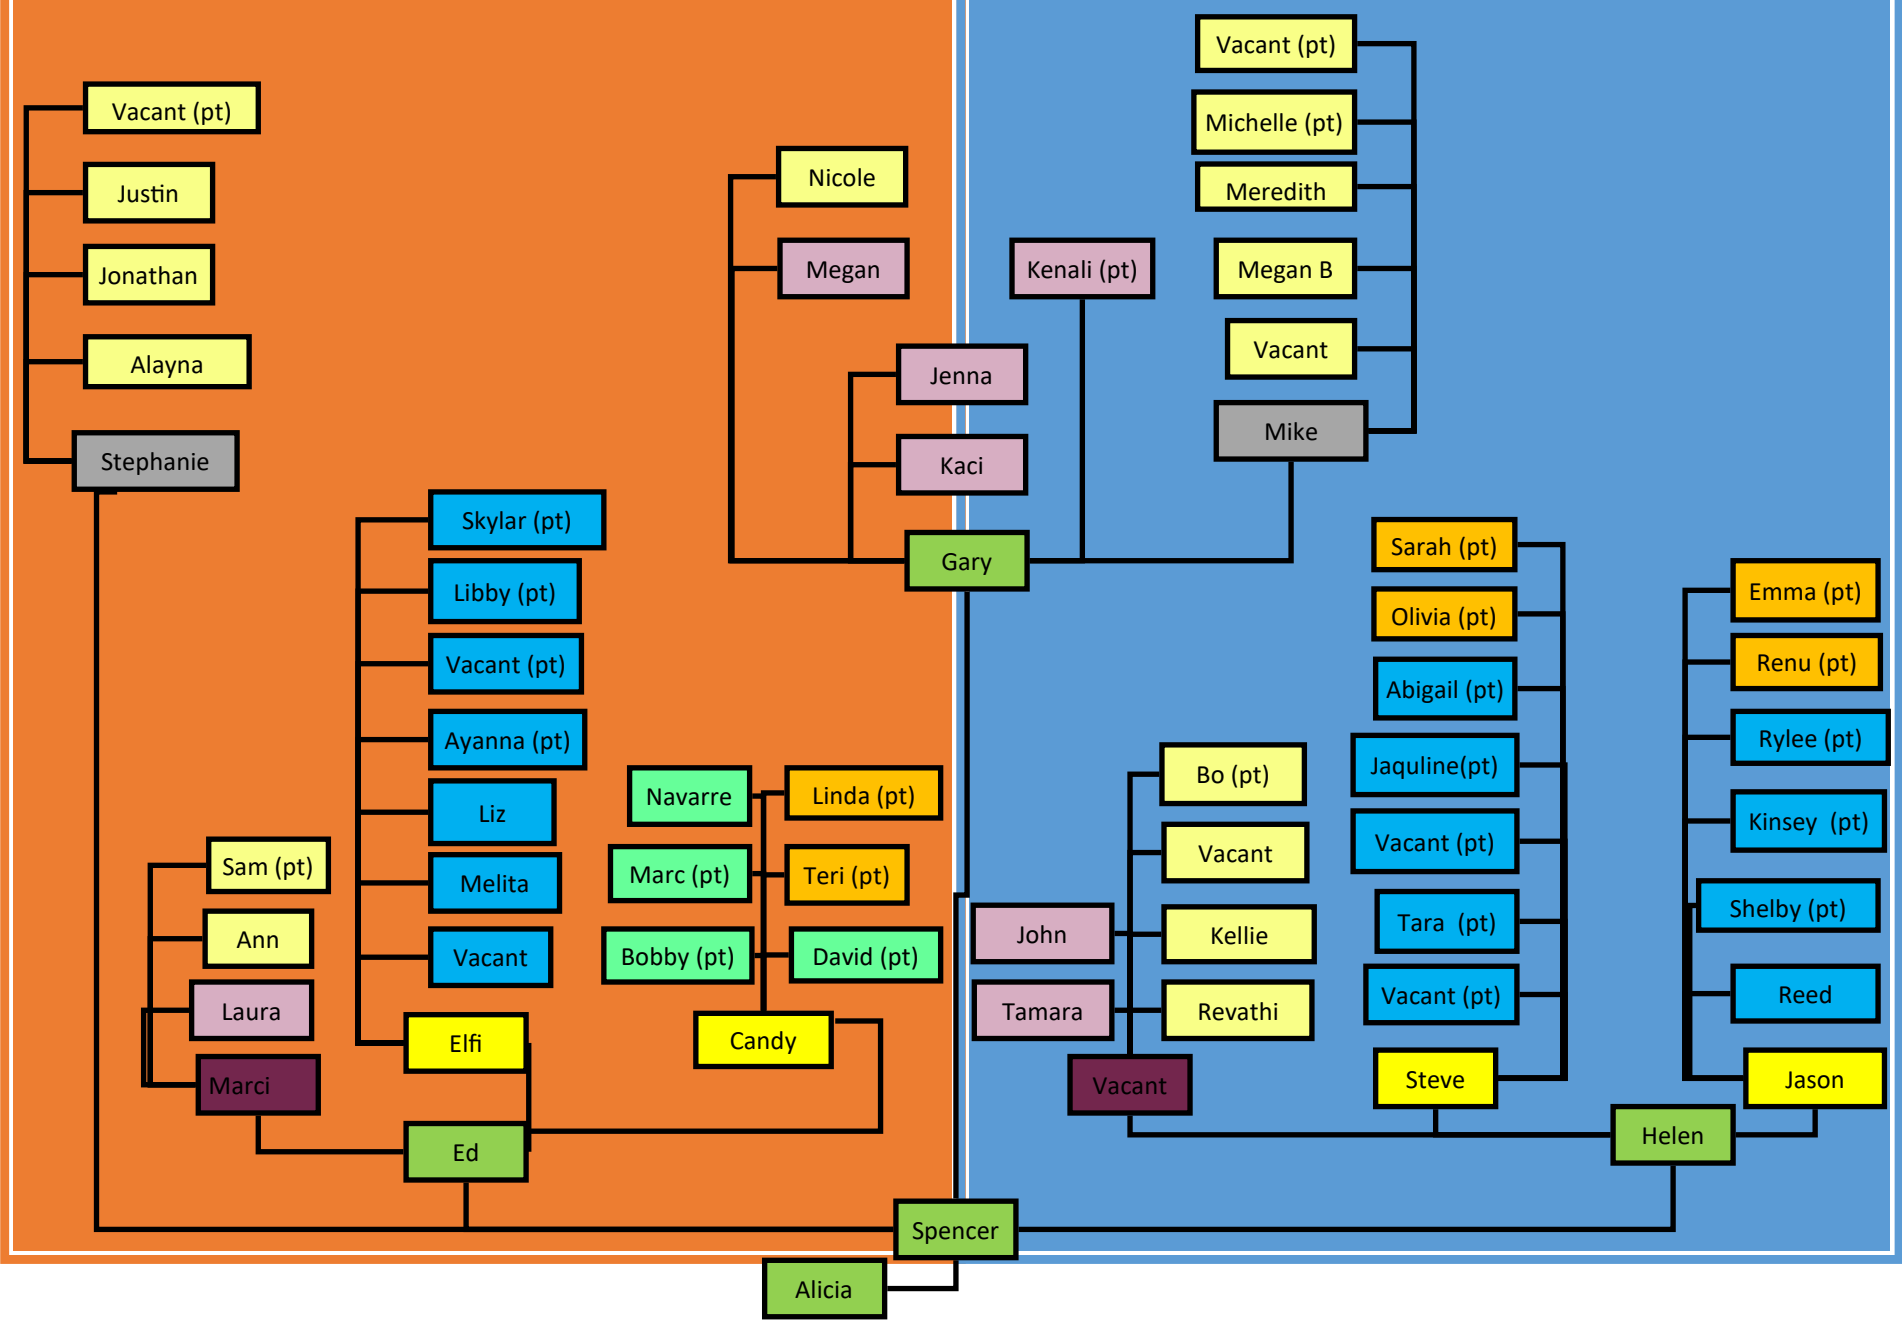 Vacant (pt)
Justin
Jonathan
Alayna
Stephanie
Skylar (pt)
Libby (pt)
Vacant (pt)
Ayanna (pt)
Liz
Melita
Vacant
Elfi
Sam (pt)
Ann
Laura
Marci
Ed
Navarre
Linda (pt)
Marc (pt)
Teri (pt)
Bobby (pt)
David (pt)
Candy
Nicole
Megan
Jenna
Kaci
Gary
Kenali (pt)
Vacant (pt)
Michelle (pt)
Meredith
Megan B
Vacant
Mike
Bo (pt)
Vacant
John
Kellie
Tamara
Revathi
Vacant
Sarah (pt)
Olivia (pt)
Abigail (pt)
Jaquline(pt)
Vacant (pt)
Tara  (pt)
Vacant (pt)
Steve
Emma (pt)
Renu (pt)
Rylee (pt)
Kinsey  (pt)
Shelby (pt)
Reed
Jason
Helen
Spencer
Alicia